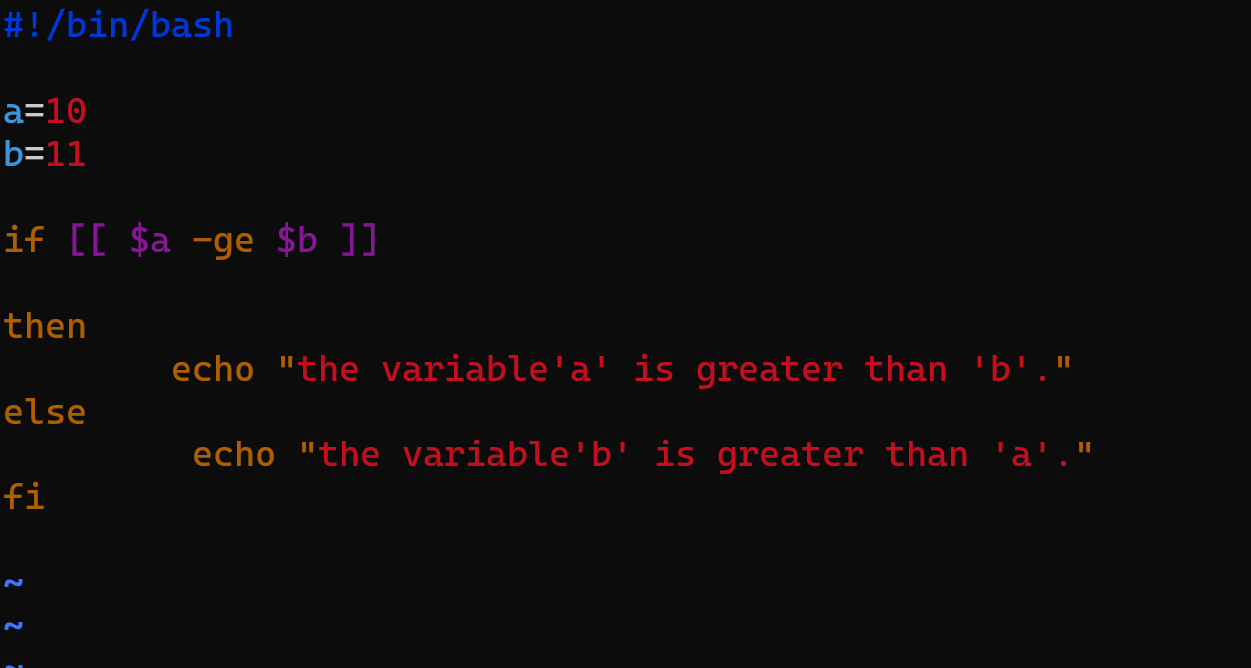 #!/bin/bash
a=10
b=11
if [[ $a -ge $b ]]
then
echo "the variable'a' is greater than 'b'."
else
echo "the variable'b' is greater than 'a'."
fi
~
~